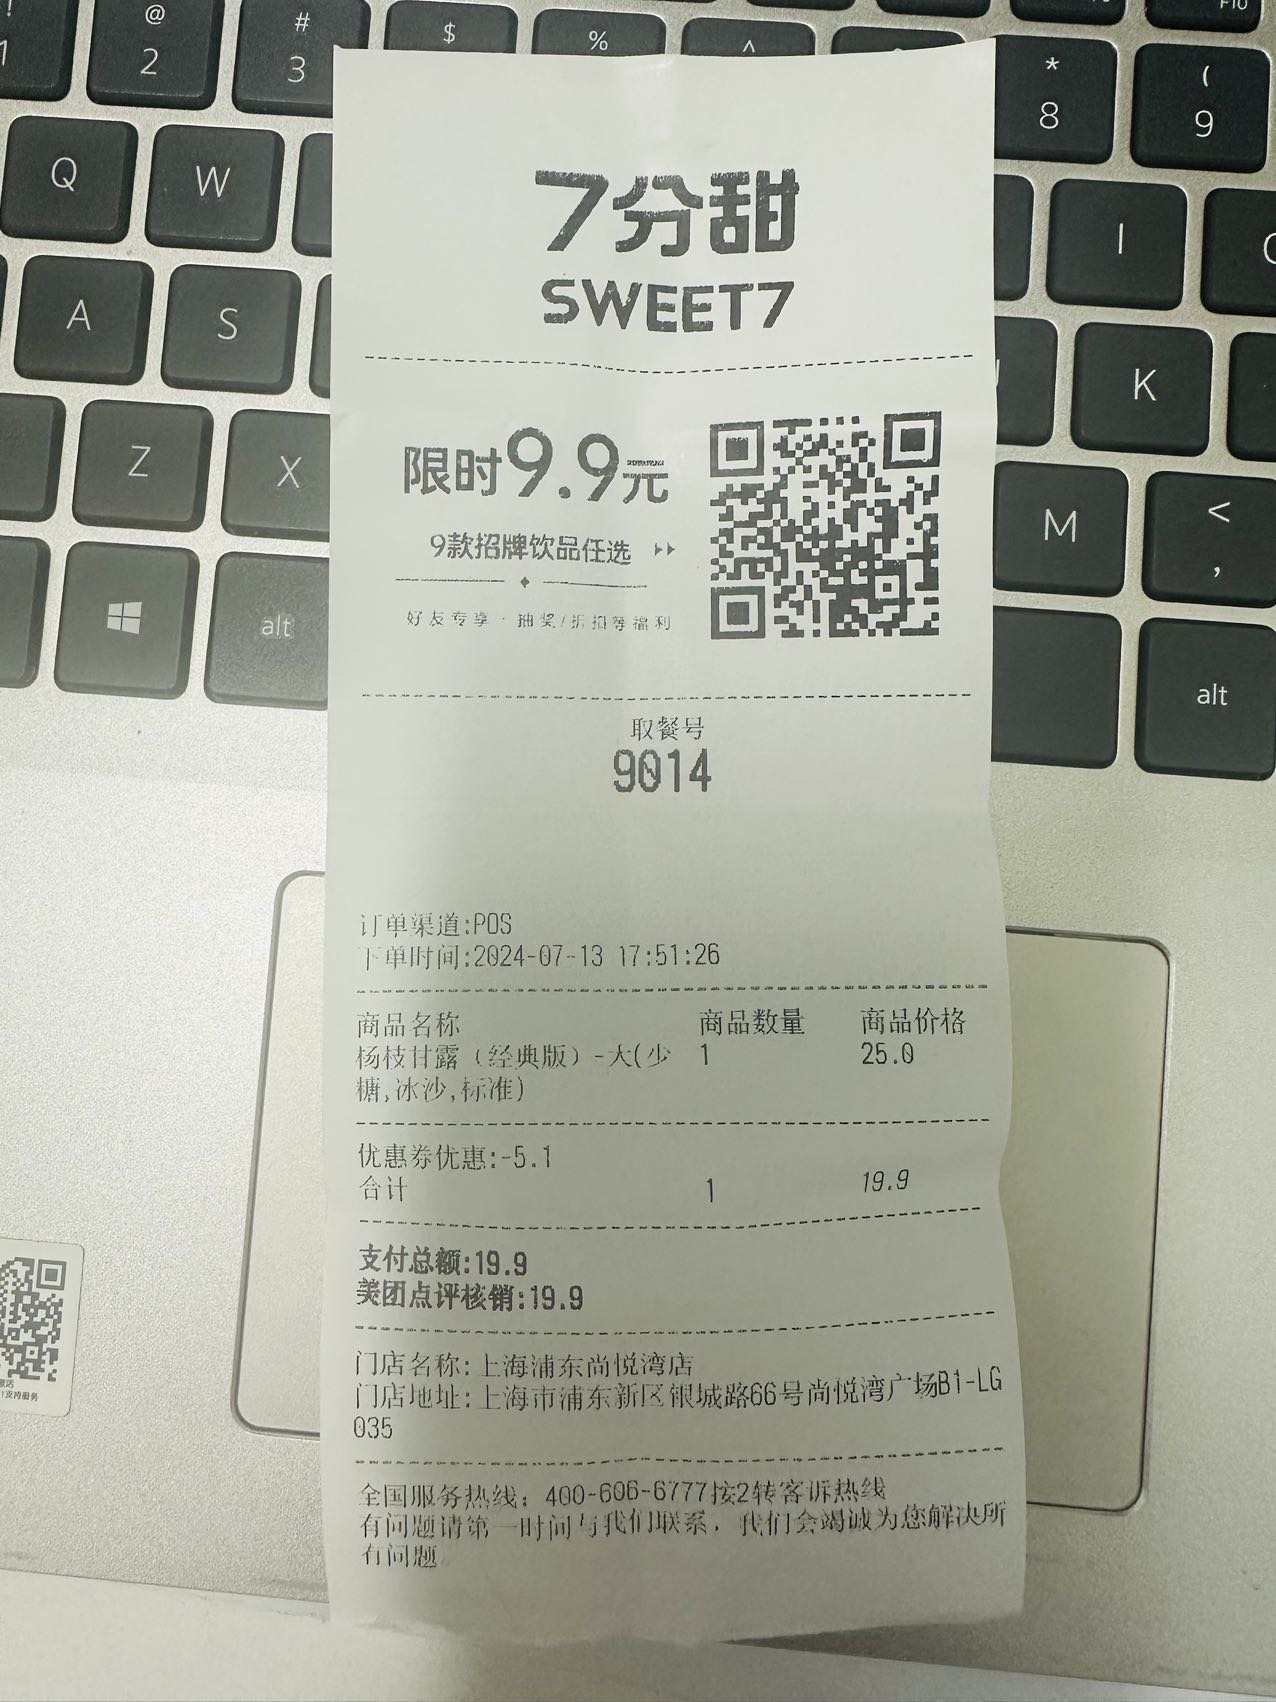 !
1
@
2
#
3
$
%
^
*
8
(
9
F10
Q
W
I
A
S
K
Z
X
M
<
,
alt
alt
7分甜
SWEET7
限时9.9元
9款招牌饮品任选
好友专享·抽奖/折扣等福利
取餐号
9014
订单渠道:POS
下单时间:2024-07-13 17:51:26
商品名称 商品数量 商品价格
杨枝甘露（经典版）-大(少 1 25.0
糖,冰沙,标准)
优惠券优惠:-5.1
合计 1 19.9
支付总额:19.9
美团点评核销:19.9
门店名称:上海浦东尚悦湾店
门店地址:上海市浦东新区银城路66号尚悦湾广场B1-LG
035
全国服务热线：400-606-6777按2转客诉热线
有问题请第一时间与我们联系，我们会竭诚为您解决所
有问题